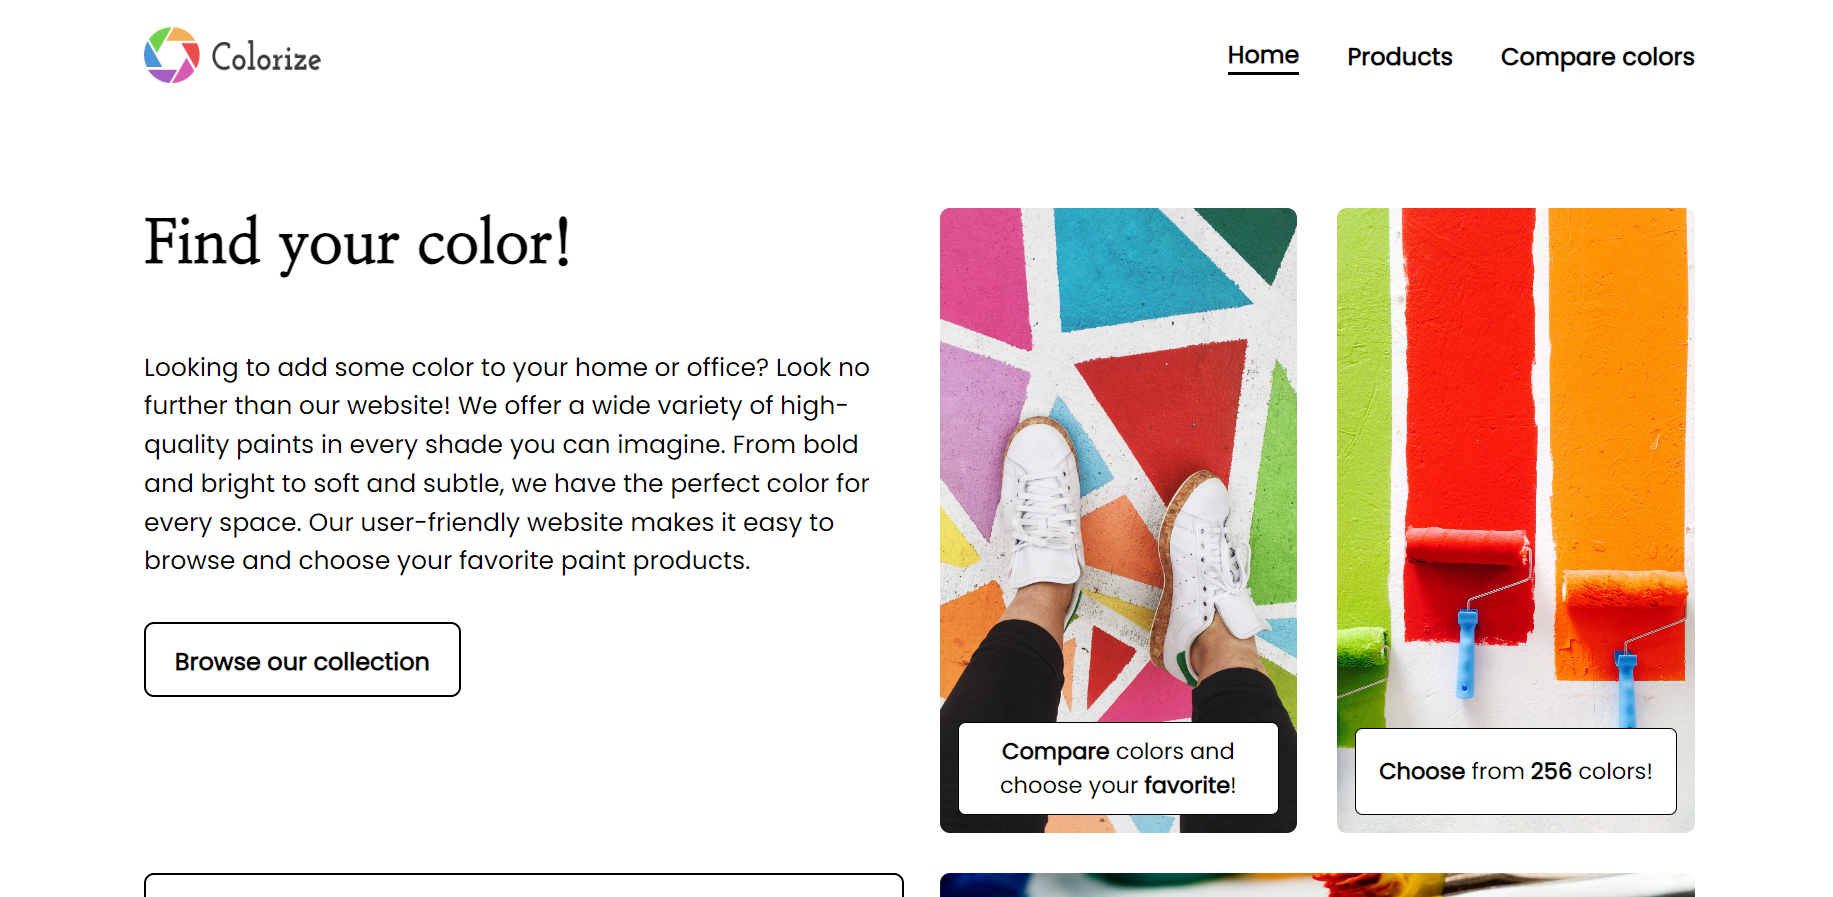 Colorize
Home
Products
Compare colors
Find your color!
Looking to add some color to your home or office? Look no
further than our website! We offer a wide variety of high-
quality paints in every shade you can imagine. From bold
and bright to soft and subtle, we have the perfect color for
every space. Our user-friendly website makes it easy to
browse and choose your favorite paint products.
Browse our collection
Compare colors and
choose your favorite!
Choose from 256 colors!